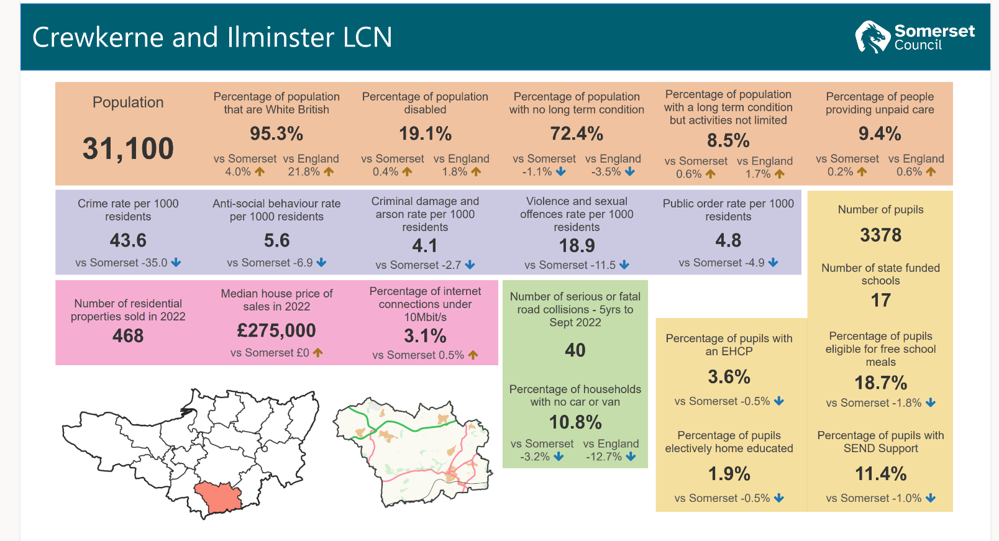 Crewkerne and Ilminster LCN
Somerset
Council
Population
31,100
Percentage of population
that are White British
95.3%
vs Somerset
4.0%
vs England
21.8%
Percentage of population
disabled
19.1%
vs Somerset
0.4%
vs England
1.8%
Percentage of population
with no long term condition
72.4%
vs Somerset
-1.1%
vs England
-3.5%
Percentage of population
with a long term condition
but activities not limited
8.5%
vs Somerset
0.6%
vs England
1.7%
Percentage of people
providing unpaid care
9.4%
vs Somerset
0.2%
vs England
0.6%
Crime rate per 1000
residents
43.6
vs Somerset -35.0
Anti-social behaviour rate
per 1000 residents
5.6
vs Somerset -6.9
Criminal damage and
arson rate per 1000
residents
4.1
vs Somerset -2.7
Violence and sexual
offences rate per 1000
residents
18.9
vs Somerset -11.5
Public order rate per 1000
residents
4.8
vs Somerset -4.9
Number of pupils
3378
Number of state funded
schools
17
Number of residential
properties sold in 2022
468
Median house price of
sales in 2022
£275,000
vs Somerset £0
Percentage of internet
connections under
10Mbit/s
3.1%
vs Somerset 0.5%
Number of serious or fatal
road collisions - 5yrs to
Sept 2022
40
Percentage of households
with no car or van
10.8%
vs Somerset
-3.2%
vs England
-12.7%
Percentage of pupils with
an EHCP
3.6%
vs Somerset -0.5%
Percentage of pupils
eligible for free school
meals
18.7%
vs Somerset -1.8%
Percentage of pupils
electively home educated
1.9%
vs Somerset -0.5%
Percentage of pupils with
SEND Support
11.4%
vs Somerset -1.0%